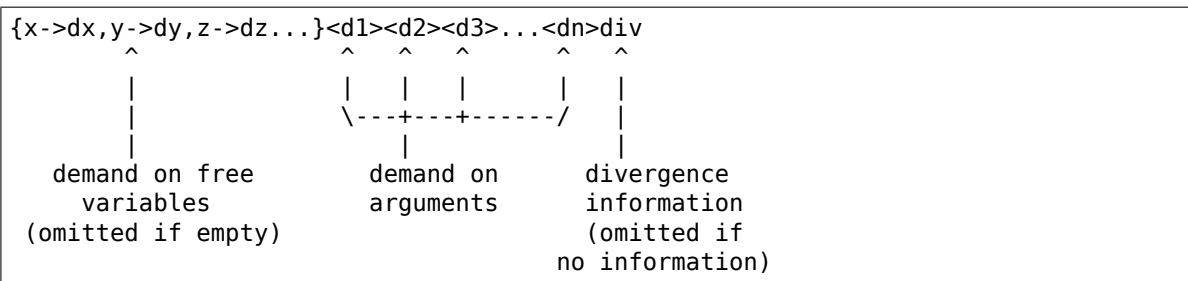 {x->dx,y->dy,z->dz...}<d1><d2><d3>...<dn>div
        ^                ^   ^   ^      ^   ^
        |                |   |   |      |   |
        |                \---+---+------/   |
        |                    |              |
   demand on free        demand on      divergence
     variables           arguments      information
 (omitted if empty)                     (omitted if
                                      no information)